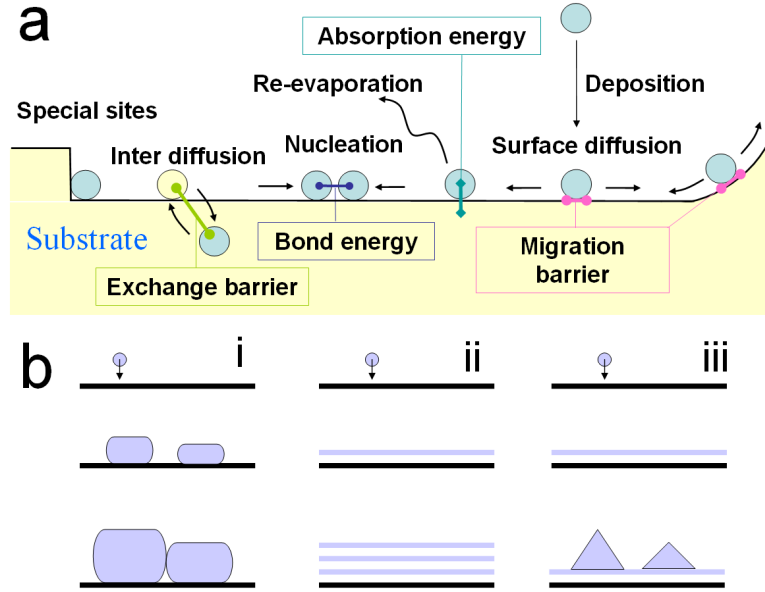 a
Absorption energy
Re-evaporation
Deposition
Special sites
Inter diffusion
Nucleation
Surface diffusion
Substrate
Bond energy
Migration
barrier
Exchange barrier
b
i
ii
iii